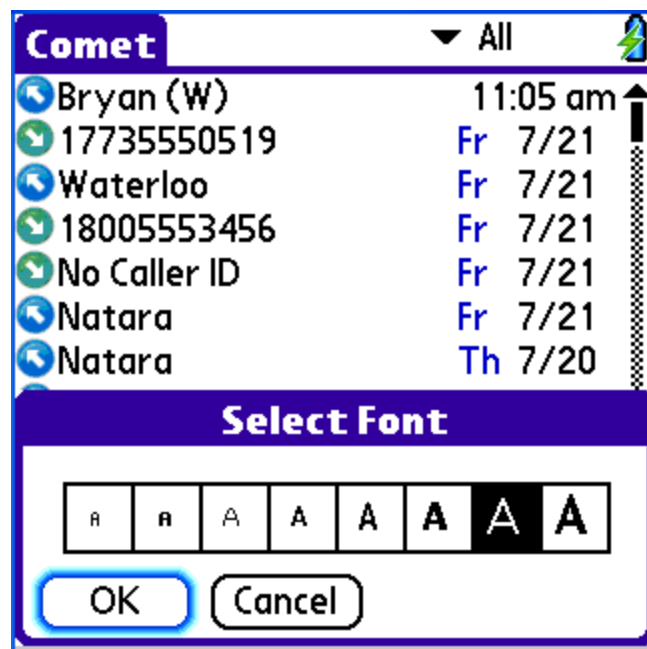 Comet All
Bryan (W) 11:05 am
17735550519 Fr 7/21
Waterloo Fr 7/21
18005553456 Fr 7/21
No Caller ID Fr 7/21
Natara Fr 7/21
Natara Th 7/20
Select Font
A A A A A A A A
OK Cancel